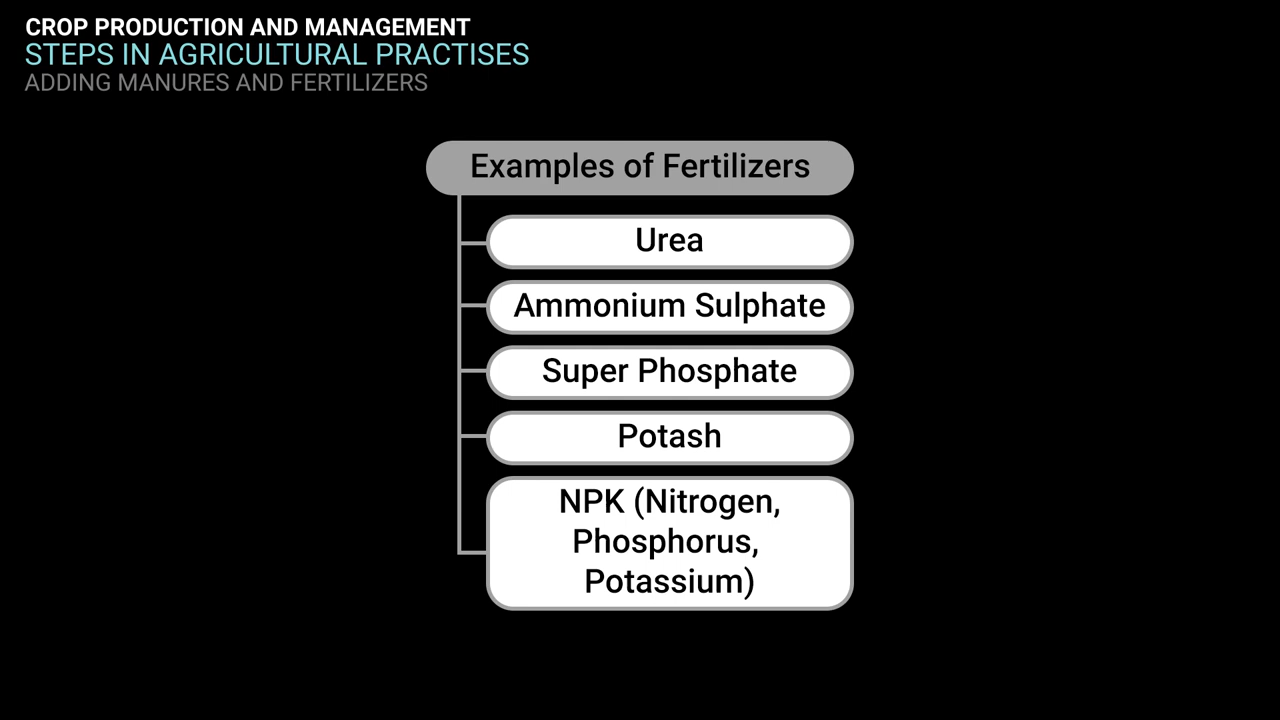 CROP PRODUCTION AND MANAGEMENT
STEPS IN AGRICULTURAL PRACTISES
ADDING MANURES AND FERTILIZERS
Examples of Fertilizers
Urea
Ammonium Sulphate
Super Phosphate
Potash
NPK (Nitrogen,
Phosphorus,
Potassium)